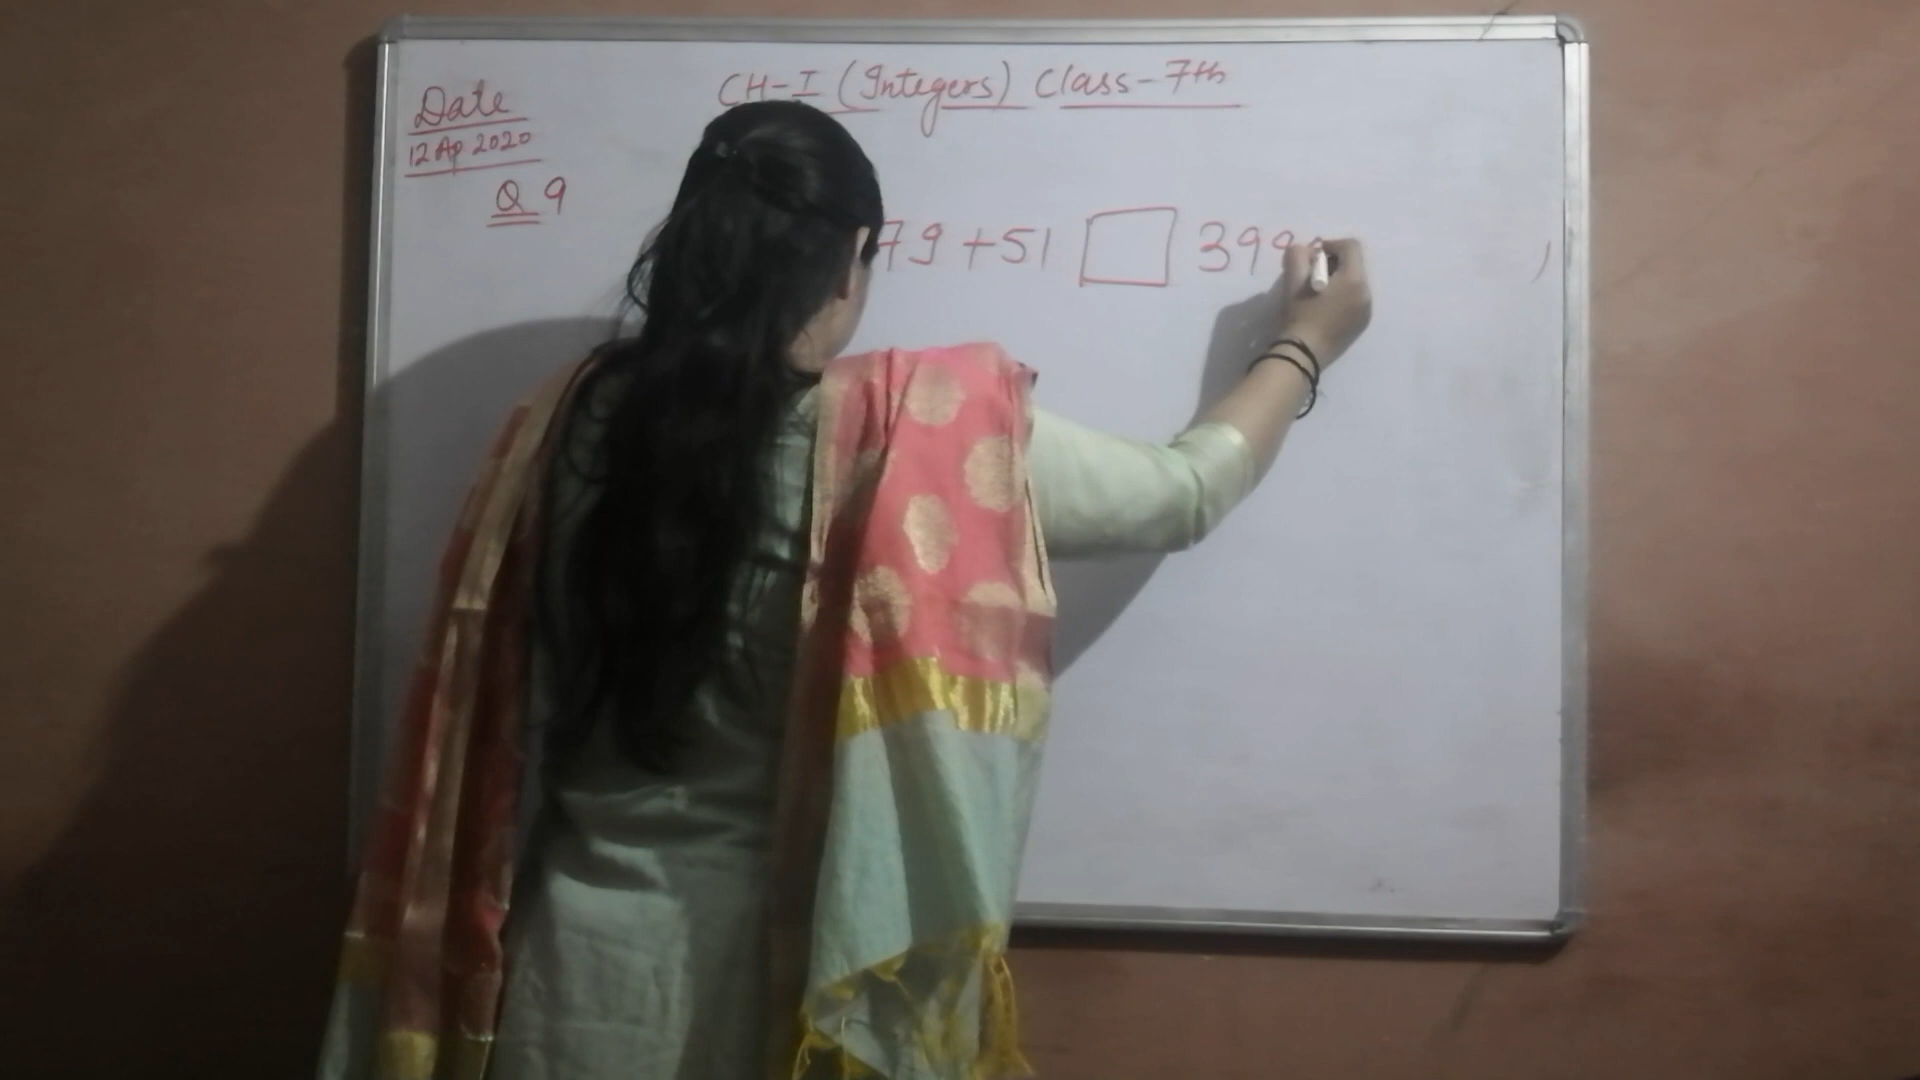 CH-I (Integers) Class-7th
Date
12 Ap 2020
Q 9
79 +51 □ 399